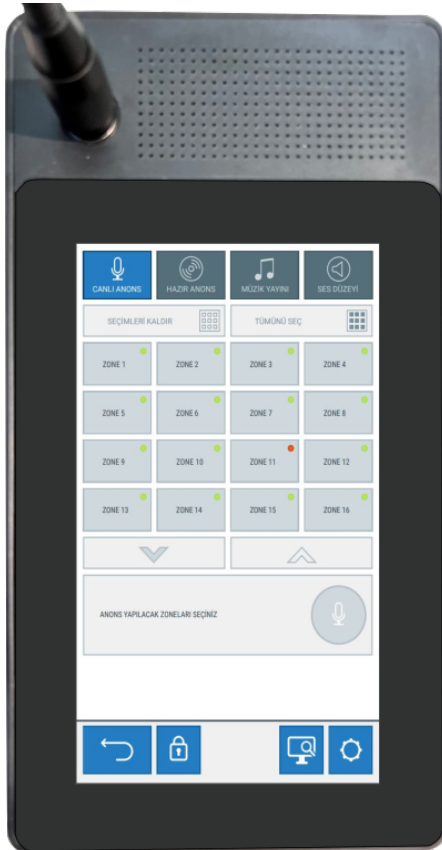 CANLI ANONS
HAZIR ANONS
MÜZİK YAYINI
SES DÜZEYİ
SEÇİMLERİ KALDIR
TÜMÜNÜ SEÇ
ZONE 1
ZONE 2
ZONE 3
ZONE 4
ZONE 5
ZONE 6
ZONE 7
ZONE 8
ZONE 9
ZONE 10
ZONE 11
ZONE 12
ZONE 13
ZONE 14
ZONE 15
ZONE 16
ANONS YAPILACAK ZONELARI SEÇİNİZ